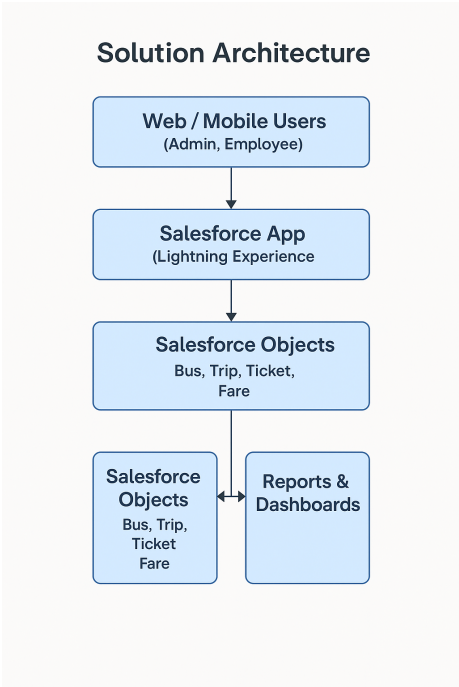 Solution Architecture
Web / Mobile Users
(Admin, Employee)
Salesforce App
(Lightning Experience
Salesforce Objects
Bus, Trip, Ticket,
Fare
Salesforce
Objects
Bus, Trip,
Ticket
Fare
Reports &
Dashboards